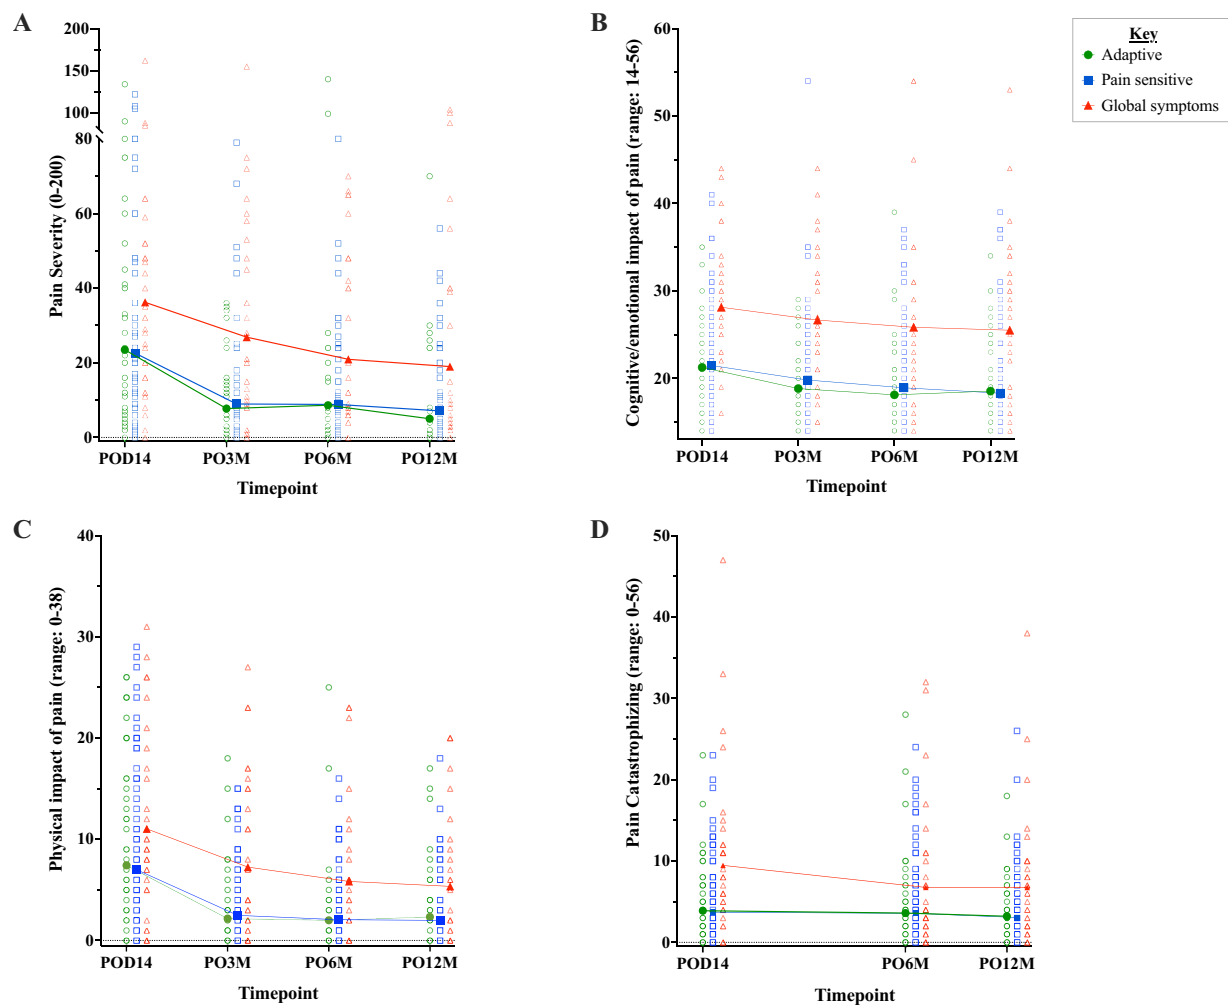 A
Pain Severity (0-200)
200
150
100
80
60
40
20
0
POD14 PO3M PO6M PO12M
Timepoint
B
Cognitive/emotional impact of pain (range: 14-56)
60
50
40
30
20
POD14 PO3M PO6M PO12M
Timepoint
Key
Adaptive
Pain sensitive
Global symptoms
C
Physical impact of pain (range: 0-38)
40
30
20
10
0
POD14 PO3M PO6M PO12M
Timepoint
D
Pain Catastrophizing (range: 0-56)
50
40
30
20
10
0
POD14 PO6M PO12M
Timepoint